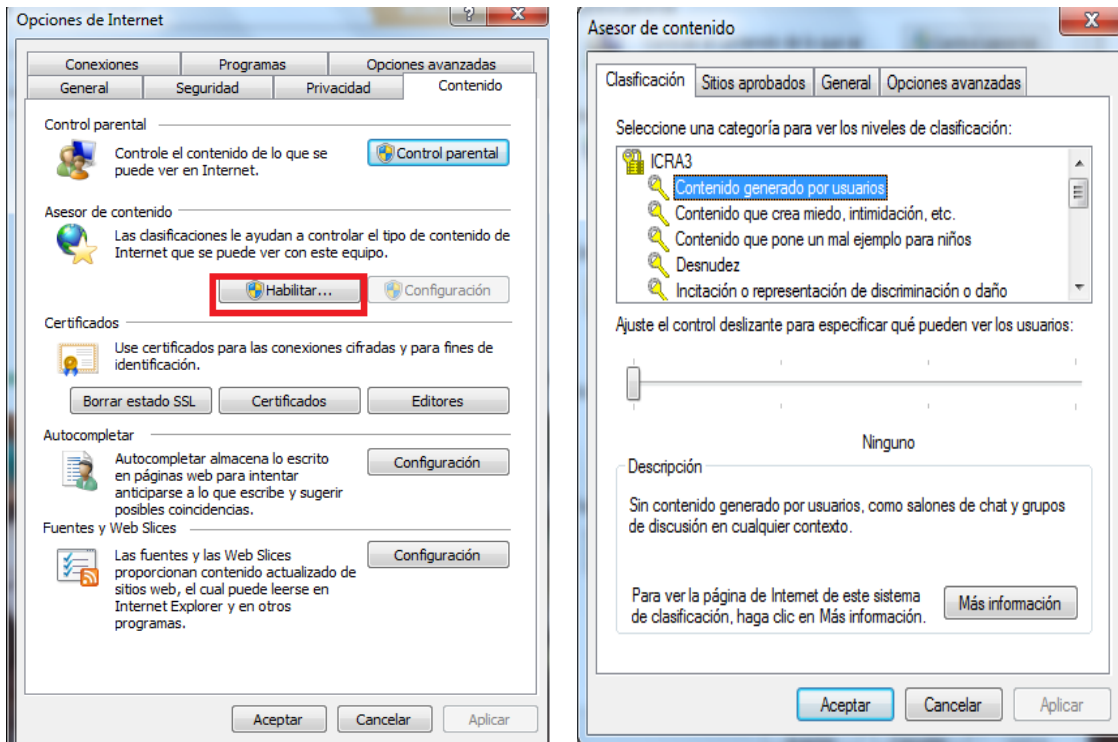 Opciones de Internet
Conexiones
Programas
Opciones avanzadas
General
Seguridad
Privacidad
Contenido
Control parental
Controle el contenido de lo que se
puede ver en Internet.
Control parental
Asesor de contenido
Las clasificaciones le ayudan a controlar el tipo de contenido de
Internet que se puede ver con este equipo.
Habilitar...
Configuración
Certificados
Use certificados para las conexiones cifradas y para fines de
identificación.
Borrar estado SSL
Certificados
Editores
Autocompletar
Autocompletar almacena lo escrito
en páginas web para intentar
anticiparse a lo que escribe y sugerir
posibles coincidencias.
Configuración
Fuentes y Web Slices
Las fuentes y las Web Slices
proporcionan contenido actualizado de
sitios web, el cual puede leerse en
Internet Explorer y en otros
programas.
Configuración
Aceptar
Cancelar
Aplicar
Asesor de contenido
Clasificación
Sitios aprobados
General
Opciones avanzadas
Seleccione una categoría para ver los niveles de clasificación:
ICRA3
Contenido generado por usuarios
Contenido que crea miedo, intimidación, etc.
Contenido que pone un mal ejemplo para niños
Desnudez
Incitación o representación de discriminación o daño
Ajuste el control deslizante para especificar qué pueden ver los usuarios:
Ninguno
Descripción
Sin contenido generado por usuarios, como salones de chat y grupos
de discusión en cualquier contexto.
Para ver la página de Internet de este sistema
de clasificación, haga clic en Más información.
Más información
Aceptar
Cancelar
Aplicar